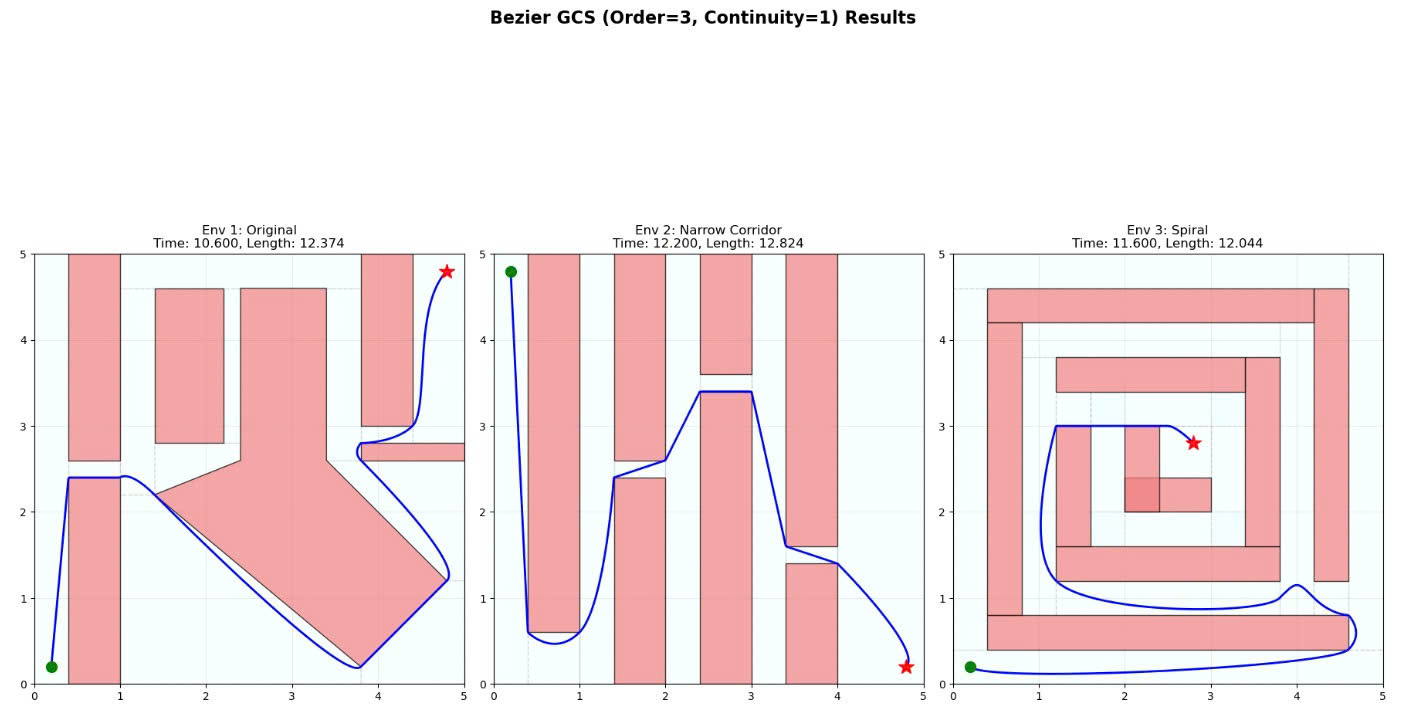 Bezier GCS (Order=3, Continuity=1) Results
Env 1: Original
Time: 10.600, Length: 12.374
5
4
3
2
1
0
0 1 2 3 4 5
Env 2: Narrow Corridor
Time: 12.200, Length: 12.824
5
4
3
2
1
0
0 1 2 3 4 5
Env 3: Spiral
Time: 11.600, Length: 12.044
5
4
3
2
1
0
0 1 2 3 4 5